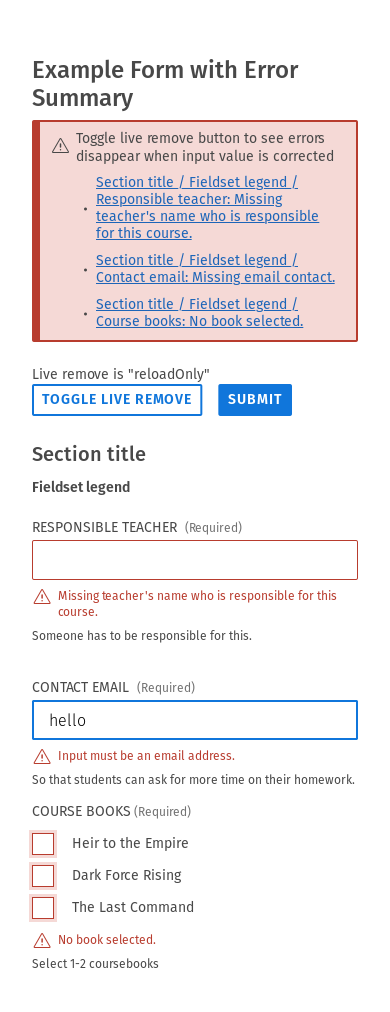 Example Form with Error
Summary
Toggle live remove button to see errors
disappear when input value is corrected
Section title / Fieldset legend /
Responsible teacher: Missing
teacher's name who is responsible
for this course.
Section title / Fieldset legend /
Contact email: Missing email contact.
Section title / Fieldset legend /
Course books: No book selected.
Live remove is "reloadOnly"
TOGGLE LIVE REMOVE SUBMIT
Section title
Fieldset legend
RESPONSIBLE TEACHER (Required)
Missing teacher's name who is responsible for this
course.
Someone has to be responsible for this.
CONTACT EMAIL (Required)
hello
Input must be an email address.
So that students can ask for more time on their homework.
COURSE BOOKS (Required)
Heir to the Empire
Dark Force Rising
The Last Command
No book selected.
Select 1-2 coursebooks